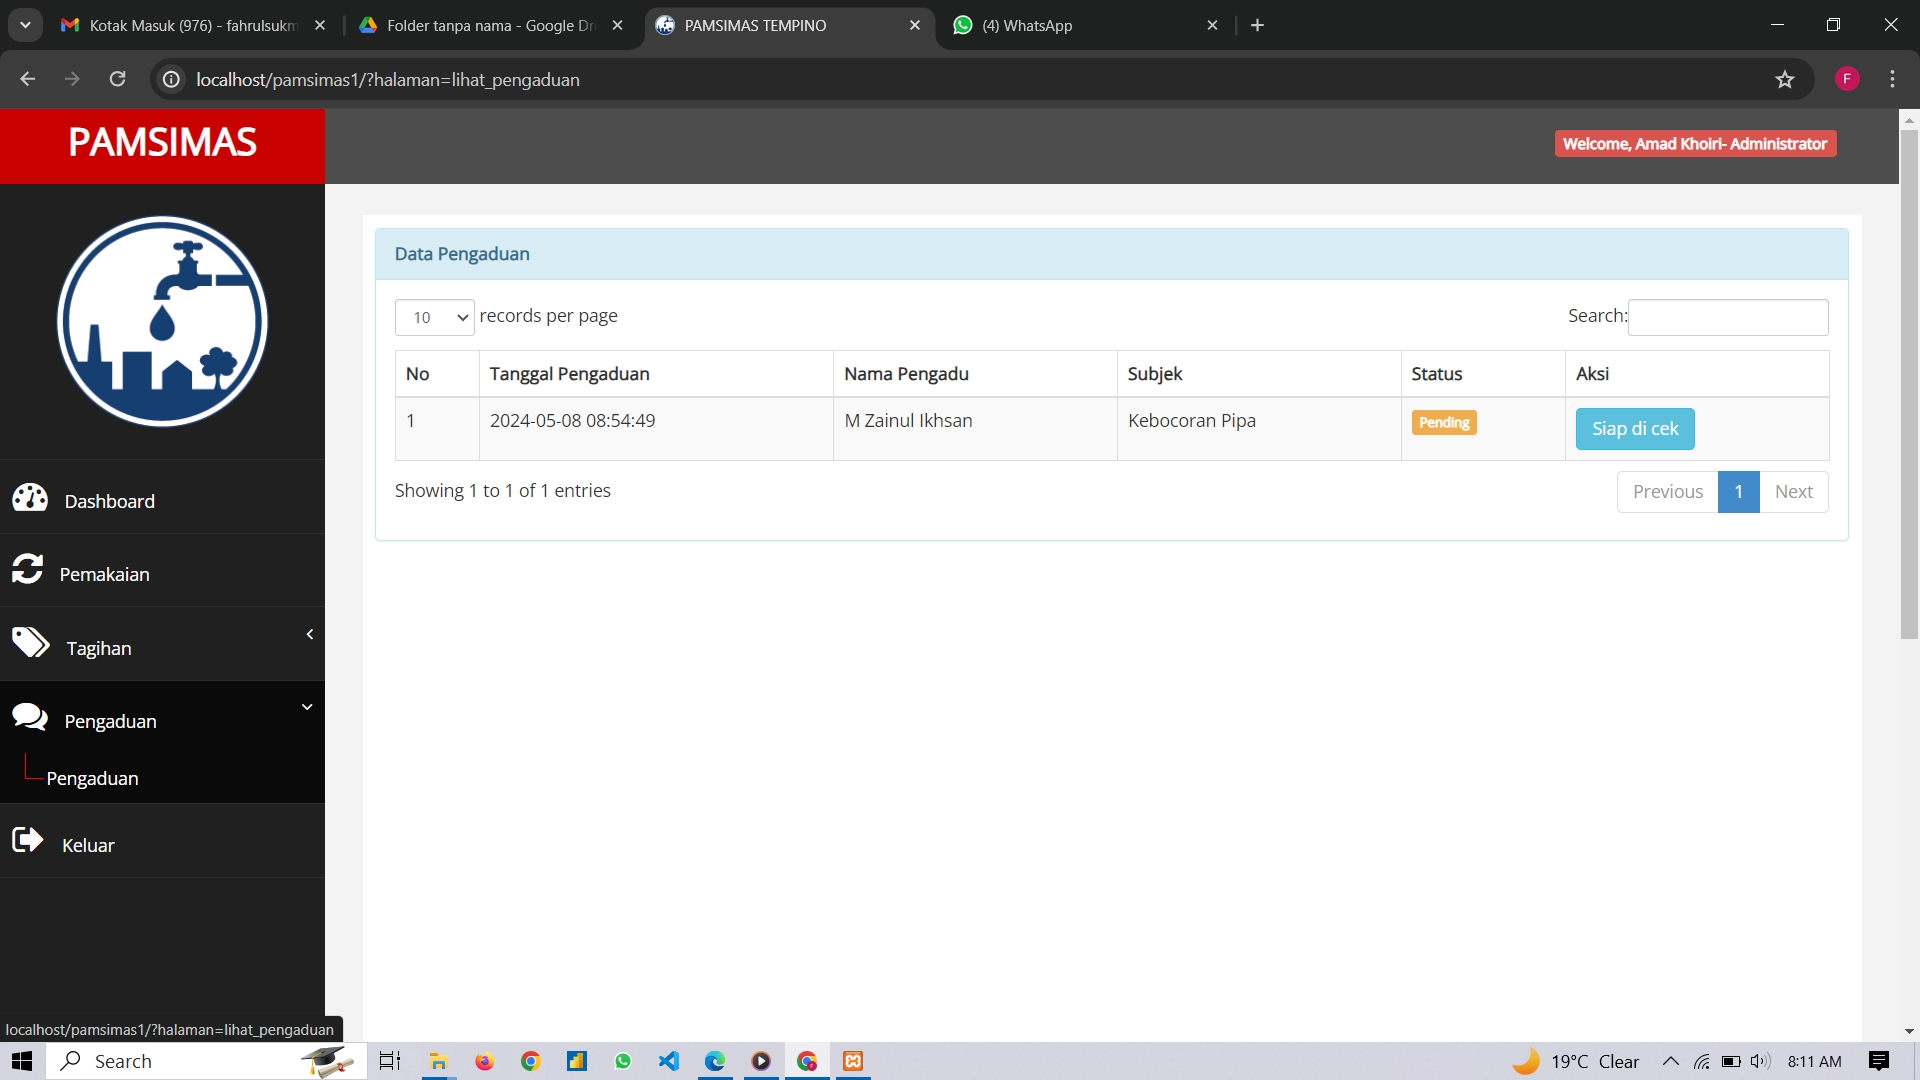 Kotak Masuk (976) - fahrulsukm
Folder tanpa nama - Google Dri
PAMSIMAS TEMPINO
(4) WhatsApp
localhost/pamsimas1/?halaman=lihat_pengaduan
F
PAMSIMAS
Welcome, Amad Khoiri- Administrator
Dashboard
Pemakaian
Tagihan
Pengaduan
Pengaduan
Keluar
Data Pengaduan
10 records per page
Search:
No Tanggal Pengaduan Nama Pengadu Subjek Status Aksi
1 2024-05-08 08:54:49 M Zainul Ikhsan Kebocoran Pipa Pending Siap di cek
Showing 1 to 1 of 1 entries
Previous 1 Next
localhost/pamsimas1/?halaman=lihat_pengaduan
Search
19°C Clear
8:11 AM